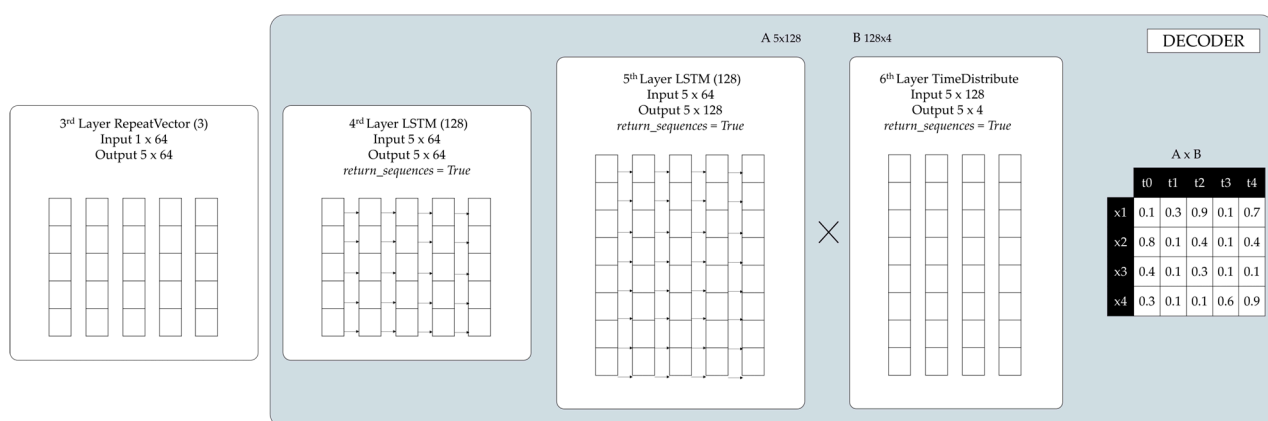 A 5x128
B 128x4
DECODER
3rd Layer RepeatVector (3)
Input 1 x 64
Output 5 x 64
4rd Layer LSTM (128)
Input 5 x 64
Output 5 x 64
return_sequences = True
5th Layer LSTM (128)
Input 5 x 64
Output 5 x 128
return_sequences = True
6th Layer TimeDistribute
Input 5 x 128
Output 5 x 4
return_sequences = True
A x B
t0 t1 t2 t3 t4
x1 0.1 0.3 0.9 0.1 0.7
x2 0.8 0.1 0.4 0.1 0.4
x3 0.4 0.1 0.3 0.1 0.1
x4 0.3 0.1 0.1 0.6 0.9